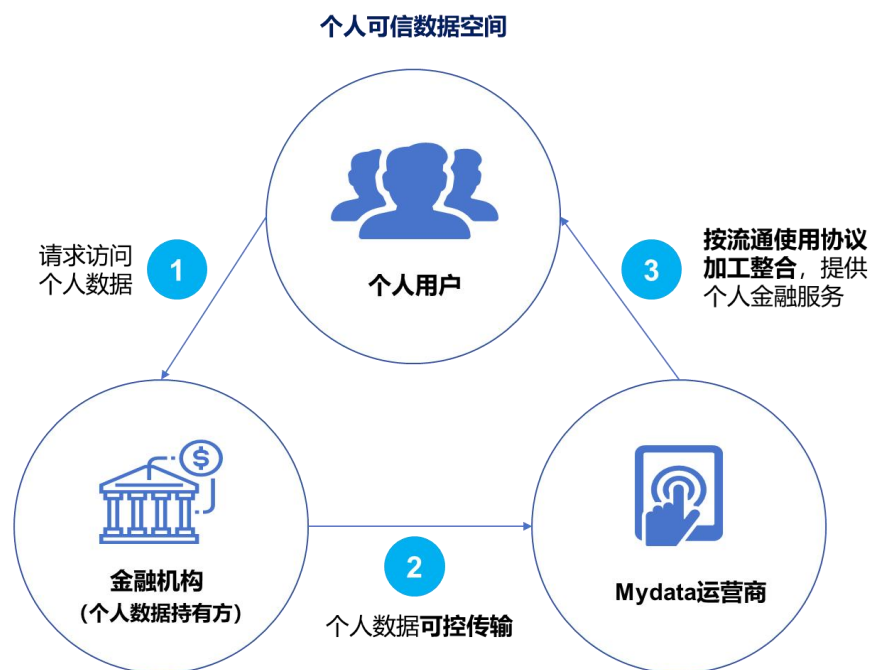 个人可信数据空间
个人用户
请求访问
个人数据
1
3
按流通使用协议
加工整合，提供
个人金融服务
$
金融机构
（个人数据持有方）
2
个人数据可控传输
Mydata运营商